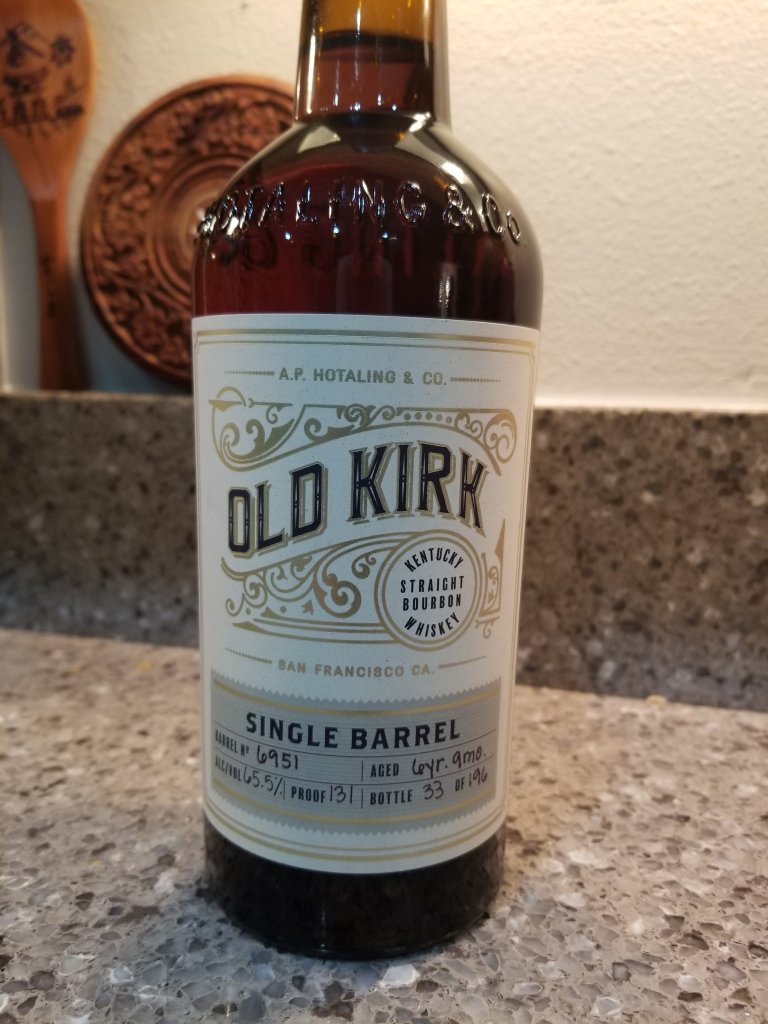 HOTALING & CO
A.P. HOTALING & CO.
OLD KIRK
KENTUCKY
STRAIGHT
BOURBON
WHISKEY
SAN FRANCISCO CA.
SINGLE BARREL
BARREL Nº 6951
AGED 6yr. 9mo.
ALC/VOL 65.5% PROOF 131
BOTTLE 33 OF 196